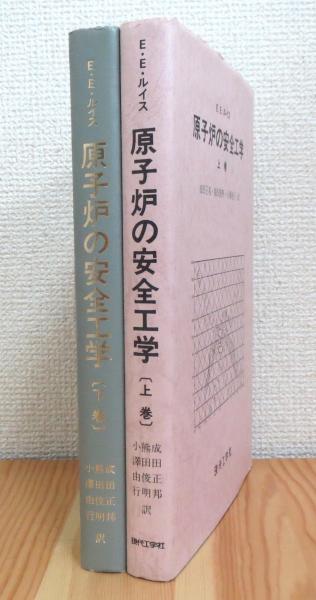 E・E・ルイス
原子炉の安全工学〔下巻〕
成田正邦
熊田俊明
小澤由行
訳
E・E・ルイス
原子炉の安全工学〔上巻〕
成田正邦
熊田俊明
小澤由行
訳
現代工学社
E.E.ルイス
原子炉の安全工学
上巻
現代工学社